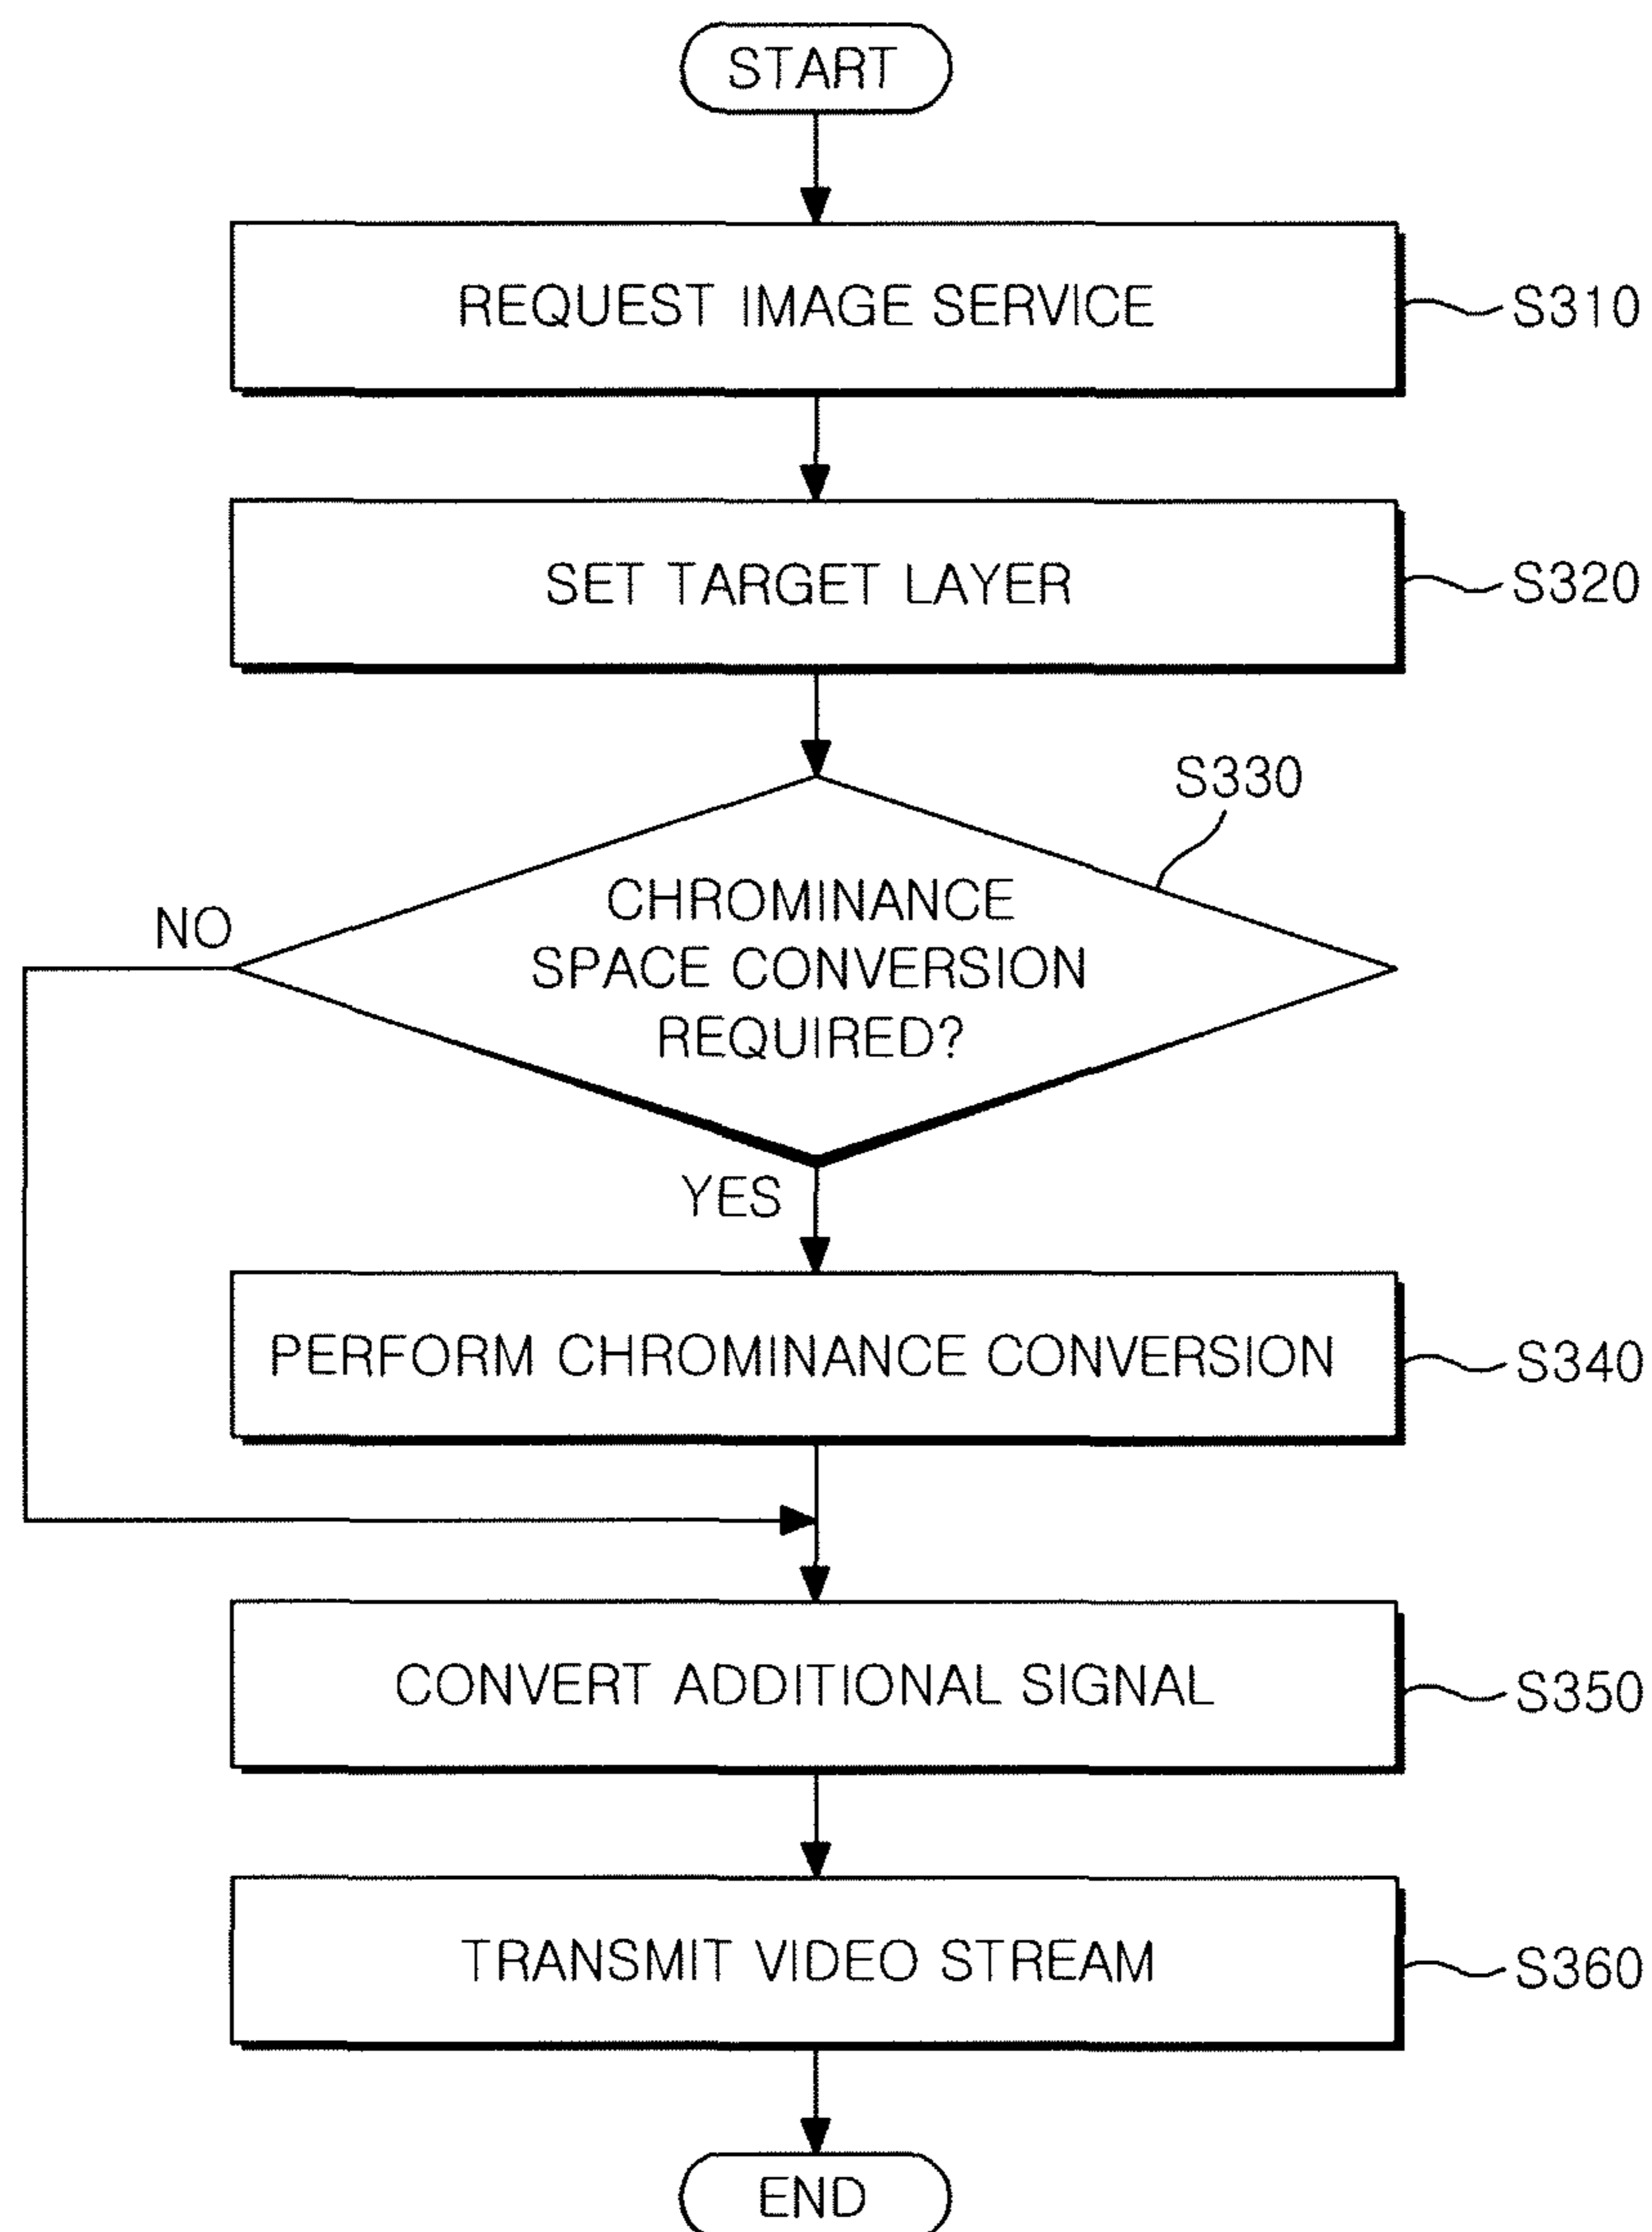 START
REQUEST IMAGE SERVICE
S310
SET TARGET LAYER
S320
S330
CHROMINANCE
SPACE CONVERSION
REQUIRED?
NO
YES
PERFORM CHROMINANCE CONVERSION
S340
CONVERT ADDITIONAL SIGNAL
S350
TRANSMIT VIDEO STREAM
S360
END